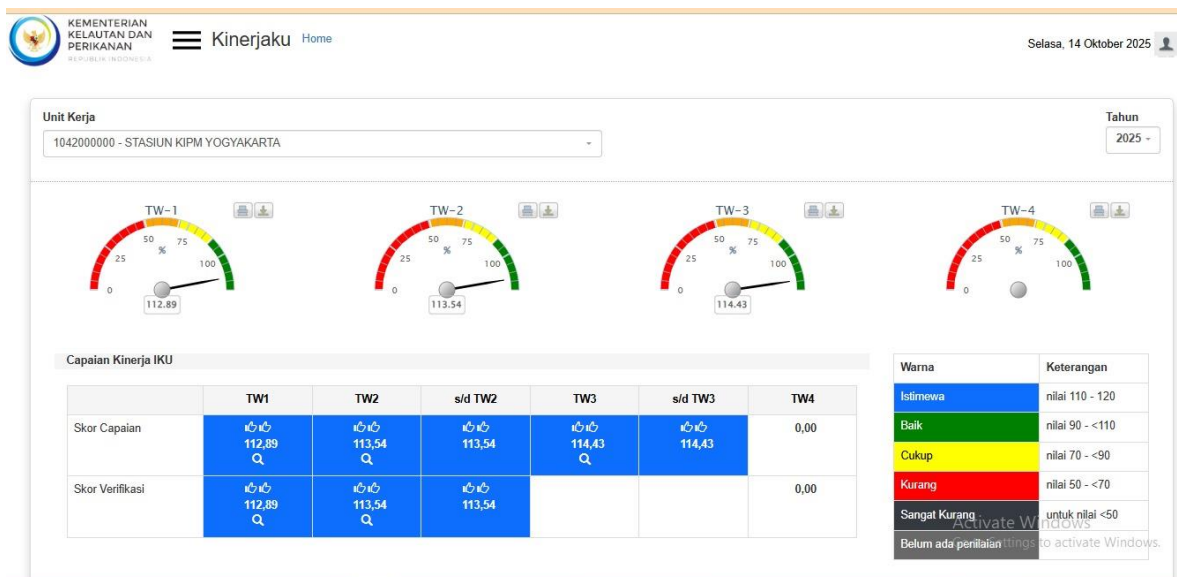 KEMENTERIAN
KELAUTAN DAN
PERIKANAN
REPUBLIK INDONESIA
Kinerjaku Home
Selasa, 14 Oktober 2025
Unit Kerja
Tahun
1042000000 - STASIUN KIPM YOGYAKARTA
2025
TW-1
0 25 50 75 100
%
112.89
TW-2
0 25 50 75 100
%
113.54
TW-3
0 25 50 75 100
%
114.43
TW-4
0 25 50 75 100
%
Capaian Kinerja IKU
TW1 TW2 s/d TW2 TW3 s/d TW3 TW4
Skor Capaian 112,89 113,54 113,54 114,43 114,43 0,00
Skor Verifikasi 112,89 113,54 113,54 0,00
Warna Keterangan
Istimewa nilai 110 - 120
Baik nilai 90 - <110
Cukup nilai 70 - <90
Kurang nilai 50 - <70
Sangat Kurang untuk nilai <50
Belum ada penilaian
Activate Windows
Go to Settings to activate Windows.